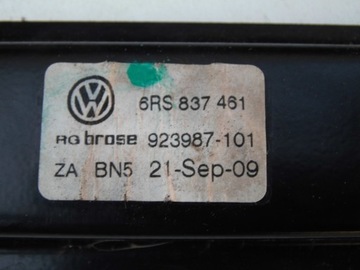 6RS 837 461
RG brose 923987-101
ZA BN5 21-Sep-09